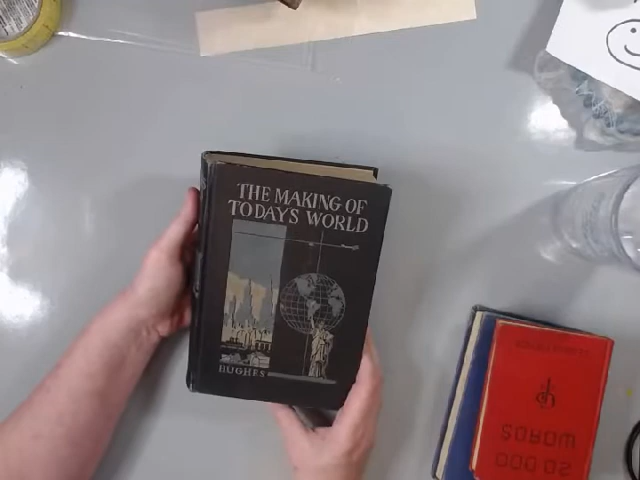 THE MAKING OF
TODAYS WORLD
HUGHES
20 000
WORDS